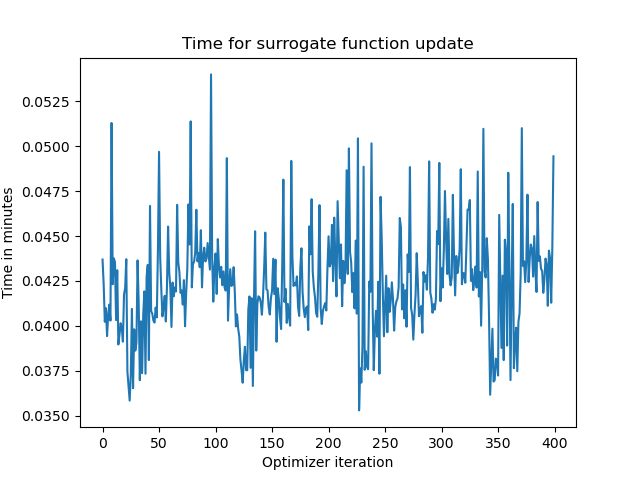 Time for surrogate function update
Time in minutes
0.0525
0.0500
0.0475
0.0450
0.0425
0.0400
0.0375
0.0350
0 50 100 150 200 250 300 350 400
Optimizer iteration